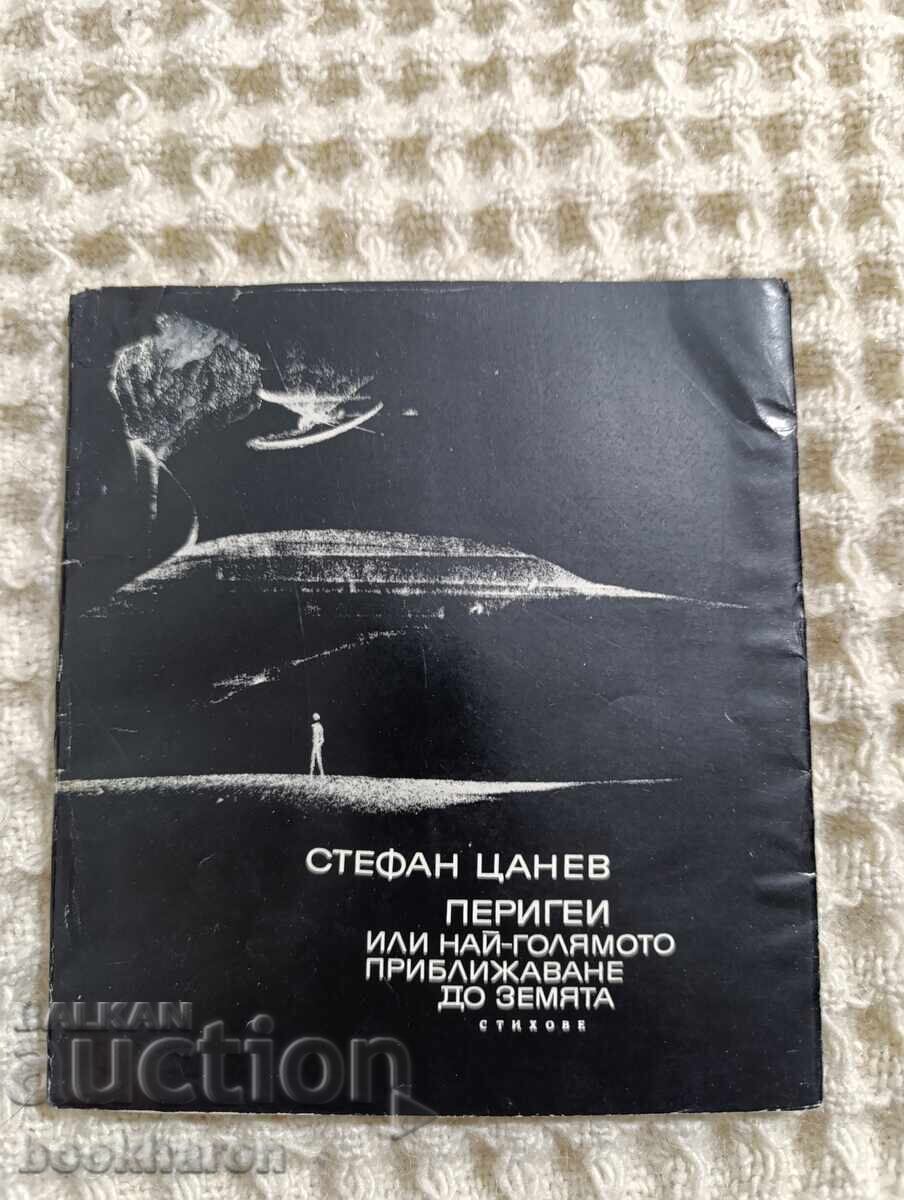 СТЕФАН ЦАНЕВ
ПЕРИГЕИ
ИЛИ НАЙ-ГОЛЯМОТО
ПРИБЛИЖАВАНЕ
ДО ЗЕМЯТА
СТИХОВЕ
BALKAN
auction
bookharon